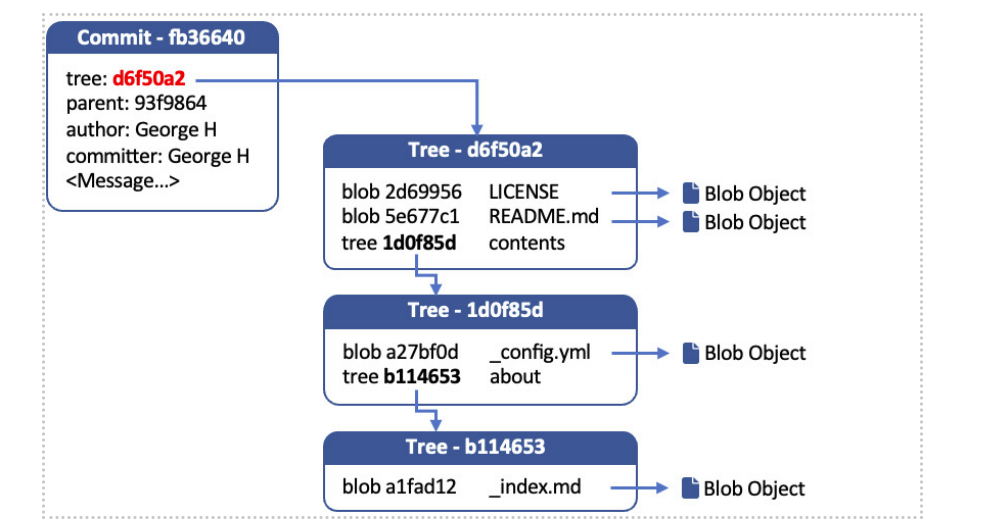 Commit - fb36640
tree: d6f50a2
parent: 93f9864
author: George H
committer: George H
<Message...>
Tree - d6f50a2
blob 2d69956 LICENSE Blob Object
blob 5e677c1 README.md Blob Object
tree 1d0f85d contents
Tree - 1d0f85d
blob a27bf0d _config.yml Blob Object
tree b114653 about
Tree - b114653
blob a1fad12 _index.md Blob Object